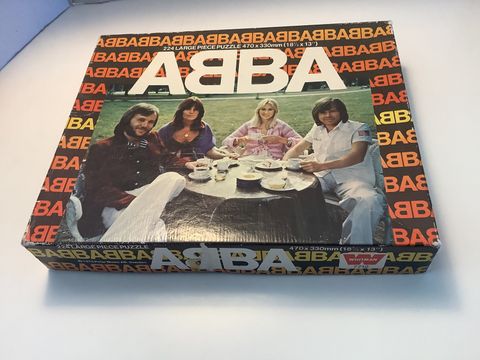 224 LARGE PIECE PUZZLE 470 x 330mm (18½ x 13")
ABBA
224 LARGE PIECE PUZZLE 470 x 330mm (18½ x 13")
ABBA
WHITMAN